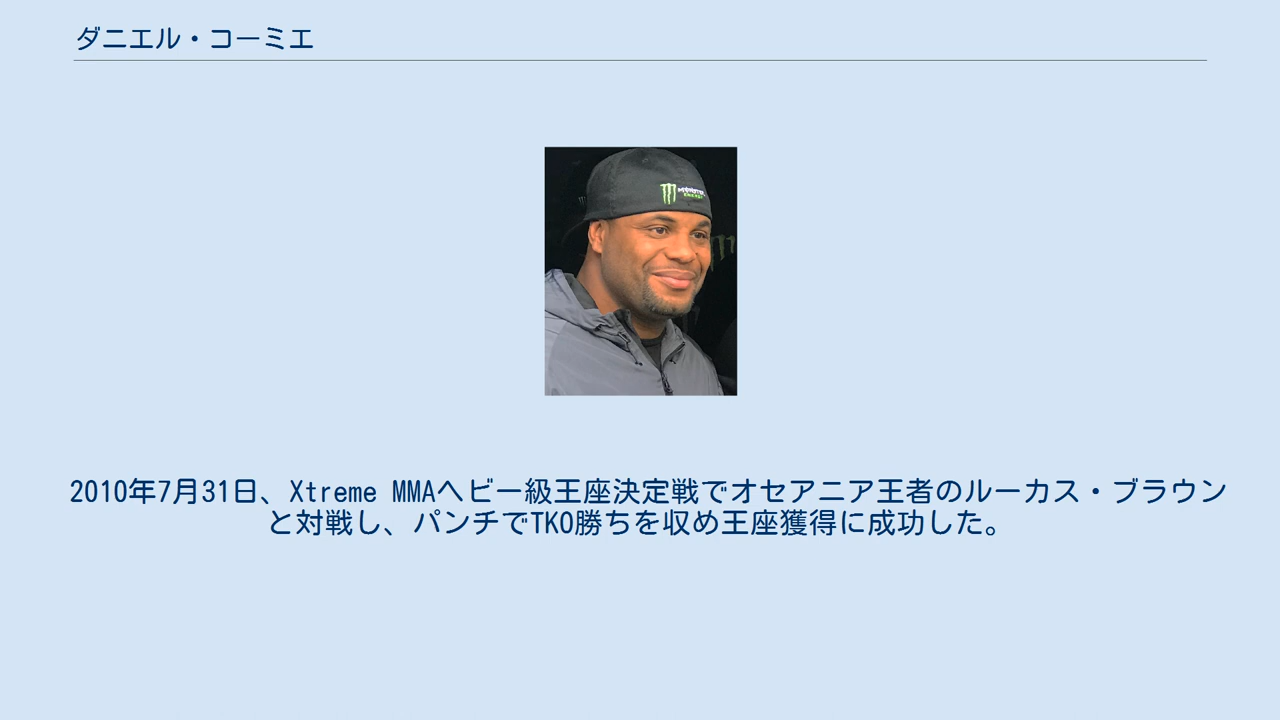 ダニエル・コーミエ
MONSTER
ENERGY
2010年7月31日、Xtreme MMAヘビー級王座決定戦でオセアニア王者のルーカス・ブラウン
と対戦し、パンチでTKO勝ちを収め王座獲得に成功した。